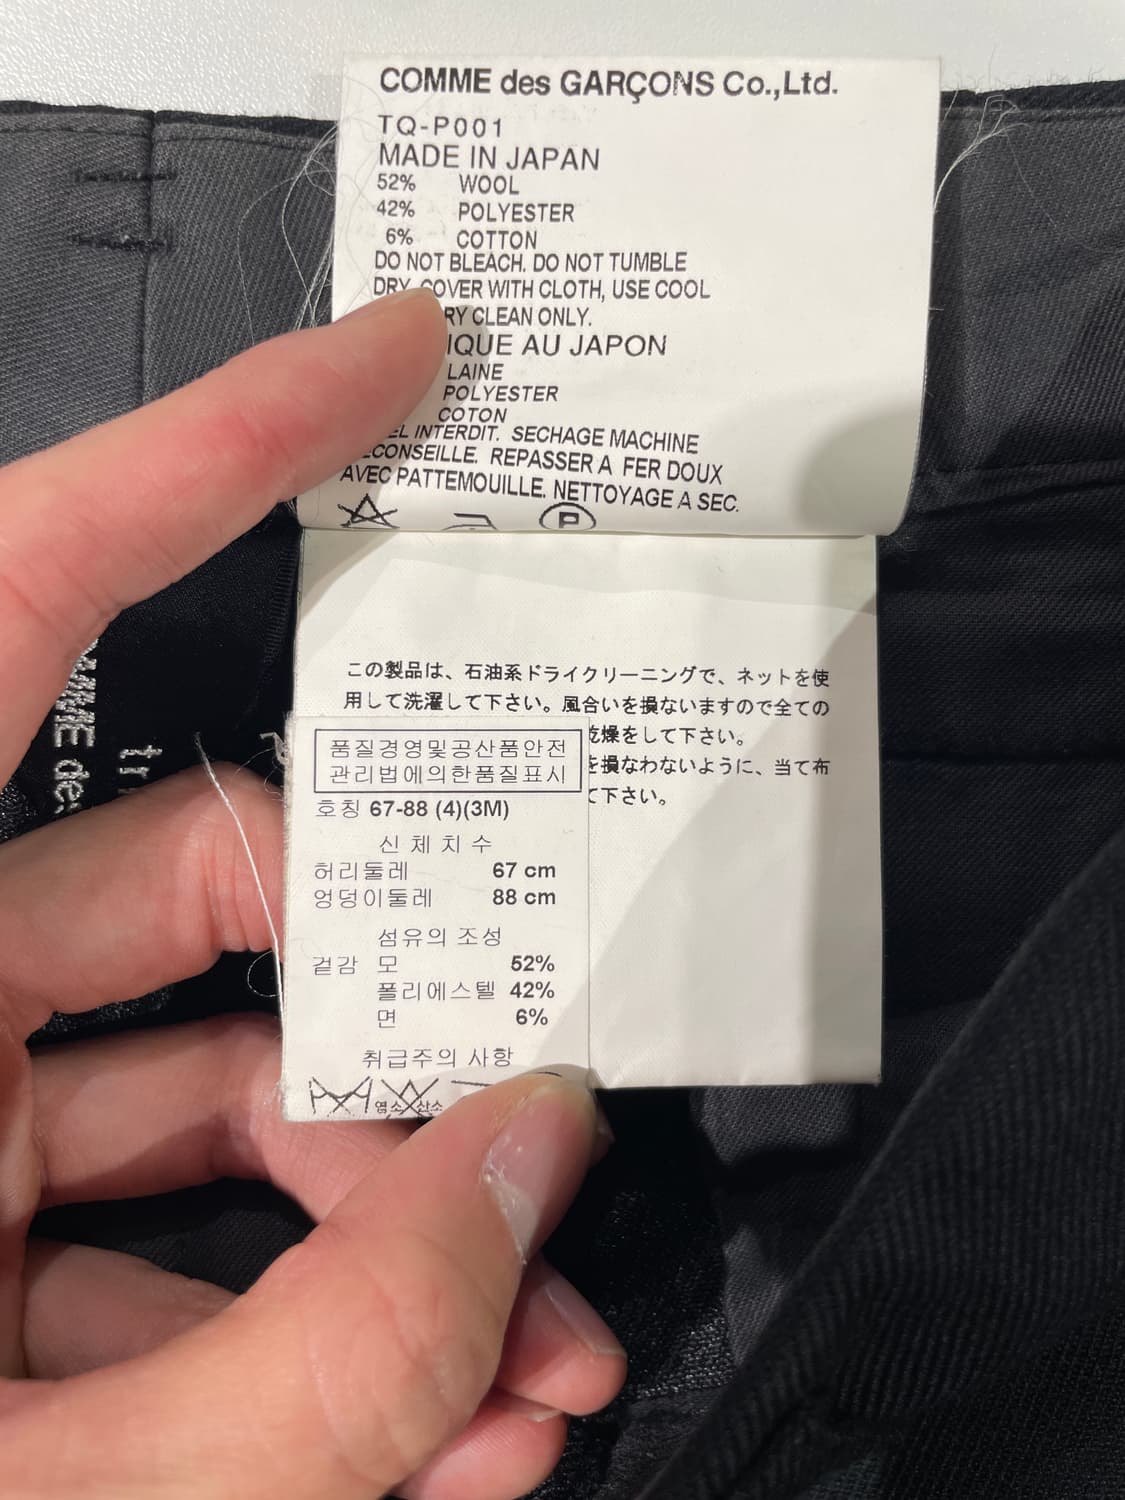 COMME des GARÇONS Co.,Ltd.
TQ-P001
MADE IN JAPAN
52% WOOL
42% POLYESTER
6% COTTON
DO NOT BLEACH. DO NOT TUMBLE
DRY. COVER WITH CLOTH, USE COOL
RY CLEAN ONLY.
IQUE AU JAPON
LAINE
POLYESTER
COTON
EL INTERDIT. SECHAGE MACHINE
ECONSEILLE. REPASSER A FER DOUX
AVEC PATTEMOUILLE. NETTOYAGE A SEC.
P
この製品は、石油系ドライクリーニングで、ネットを使
用して洗濯して下さい。風合いを損ないますので全ての
乾燥をして下さい。
を損なわないように、当て布
て下さい。
품질경영및공산품안전
관리법에의한품질표시
호칭 67-88 (4)(3M)
신체치수
허리둘레 67 cm
엉덩이둘레 88 cm
섬유의 조성
겉감 모 52%
폴리에스텔 42%
면 6%
취급주의 사항
염소 산소
MME de
tr